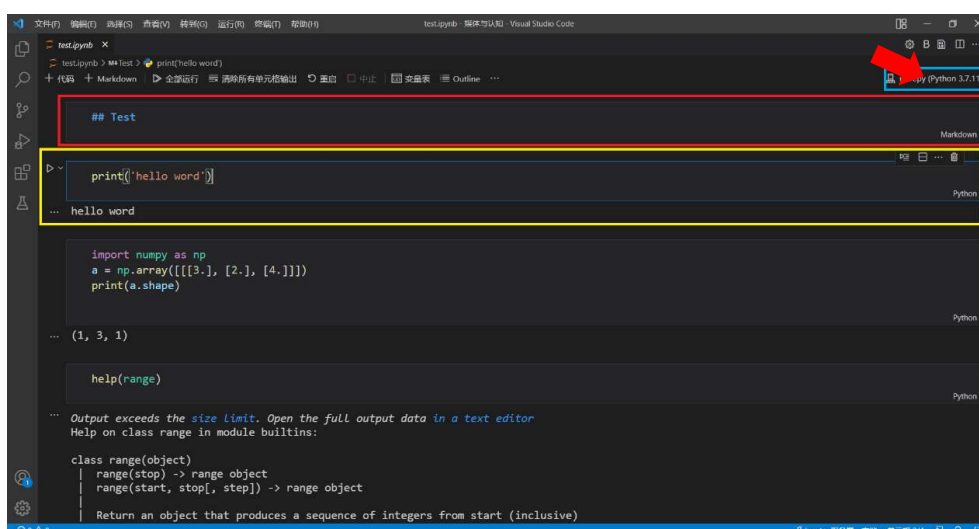 文件(F) 编辑(E) 选择(S) 查看(V) 转到(G) 运行(R) 终端(T) 帮助(H) test.ipynb - 媒体与认知 - Visual Studio Code
test.ipynb
test.ipynb > M↓Test > print('hello word')
+ 代码 + Markdown 全部运行 清除所有单元格输出 重启 中止 变量表 Outline ··· (Python 3.7.11
## Test
Markdown
print('hello word')
Python
··· hello word
import numpy as np
a = np.array([[[3.], [2.], [4.]]])
print(a.shape)
Python
··· (1, 3, 1)
help(range)
Python
··· Output exceeds the size limit. Open the full output data in a text editor
Help on class range in module builtins:
class range(object)
| range(stop) -> range object
| range(start, stop[, step]) -> range object
|
| Return an object that produces a sequence of integers from start (inclusive)